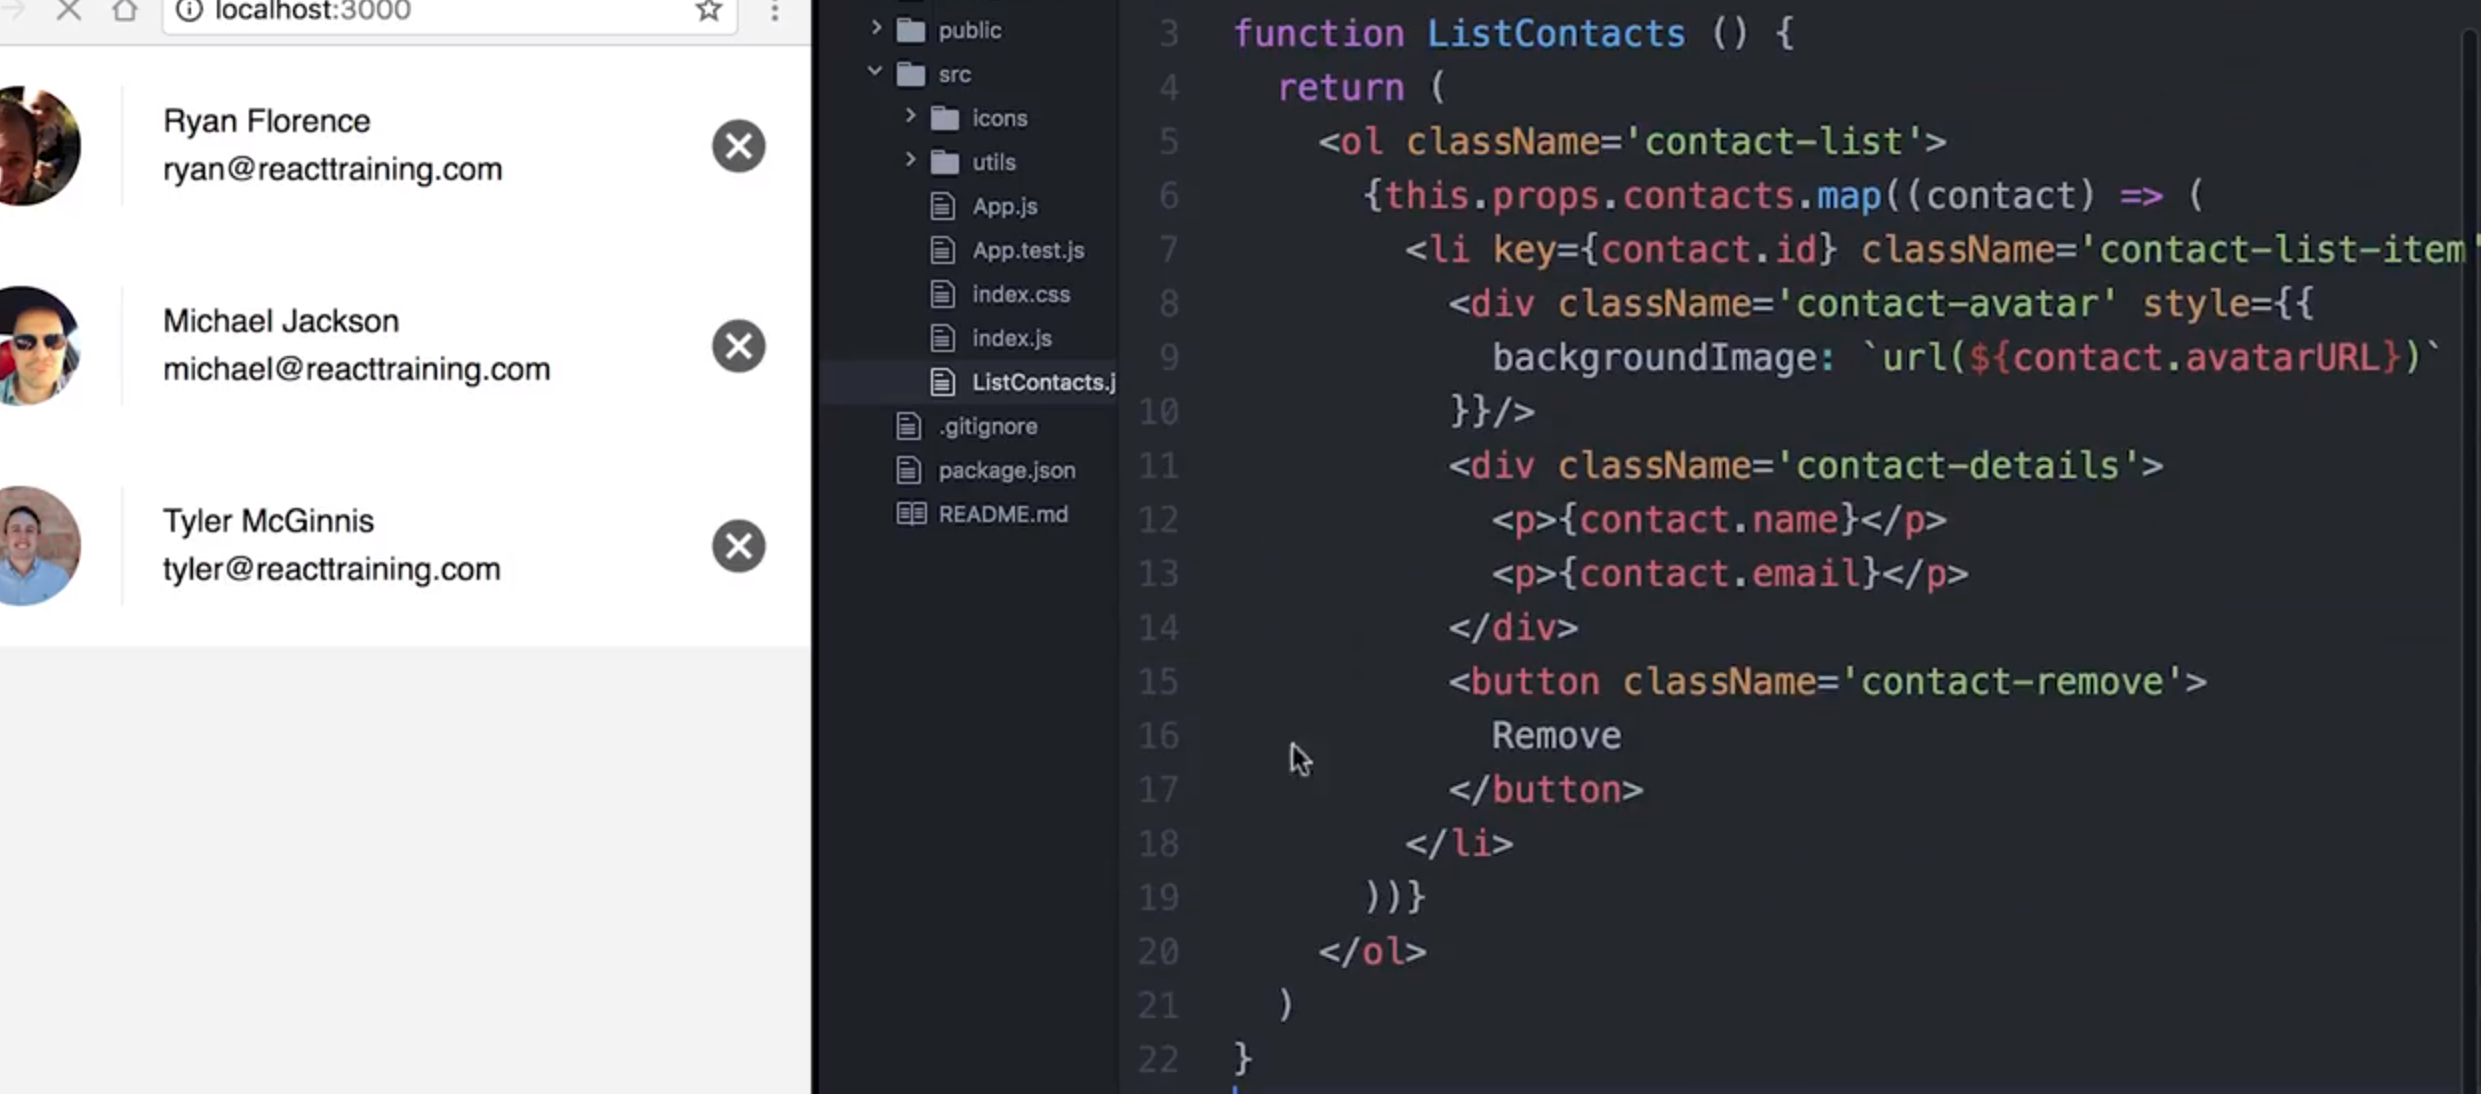 localhost:3000
Ryan Florence
ryan@reacttraining.com
Michael Jackson
michael@reacttraining.com
Tyler McGinnis
tyler@reacttraining.com
public
src
icons
utils
App.js
App.test.js
index.css
index.js
ListContacts.j
.gitignore
package.json
README.md
3 function ListContacts () {
4 return (
5 <ol className='contact-list'>
6 {this.props.contacts.map((contact) => (
7 <li key={contact.id} className='contact-list-item'
8 <div className='contact-avatar' style={{
9 backgroundImage: `url(${contact.avatarURL})`
10 }}/>
11 <div className='contact-details'>
12 <p>{contact.name}</p>
13 <p>{contact.email}</p>
14 </div>
15 <button className='contact-remove'>
16 Remove
17 </button>
18 </li>
19 ))}
20 </ol>
21 )
22 }